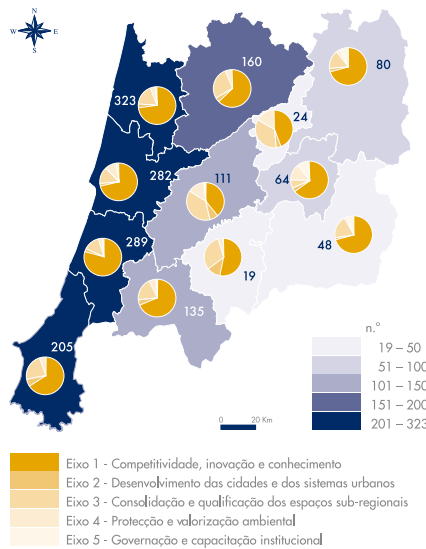 N
W E
S
160
80
323
24
282
111
64
289
48
19
135
205
n.°
19 – 50
51 – 100
101 – 150
151 – 200
201 – 323
0 20 Km
Eixo 1 - Competitividade, inovação e conhecimento
Eixo 2 - Desenvolvimento das cidades e dos sistemas urbanos
Eixo 3 - Consolidação e qualificação dos espaços sub-regionais
Eixo 4 - Protecção e valorização ambiental
Eixo 5 - Governação e capacitação institucional